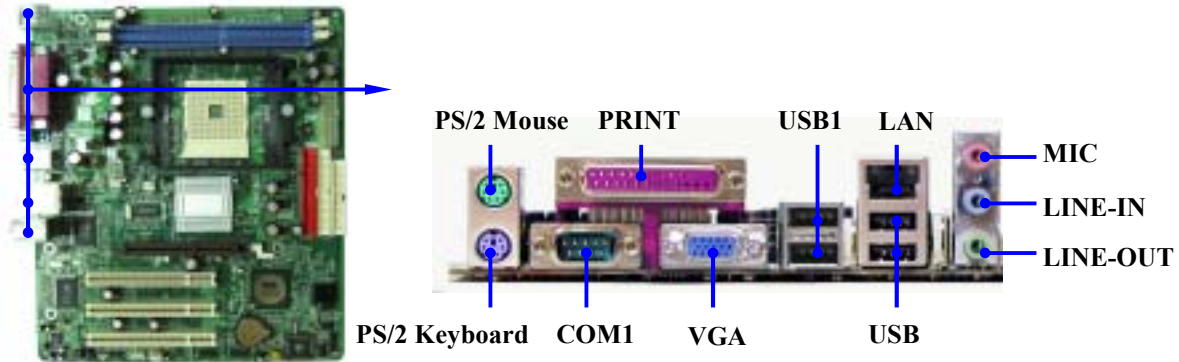 PS/2 Mouse PRINT USB1 LAN
MIC
LINE-IN
LINE-OUT
PS/2 Keyboard COM1 VGA USB